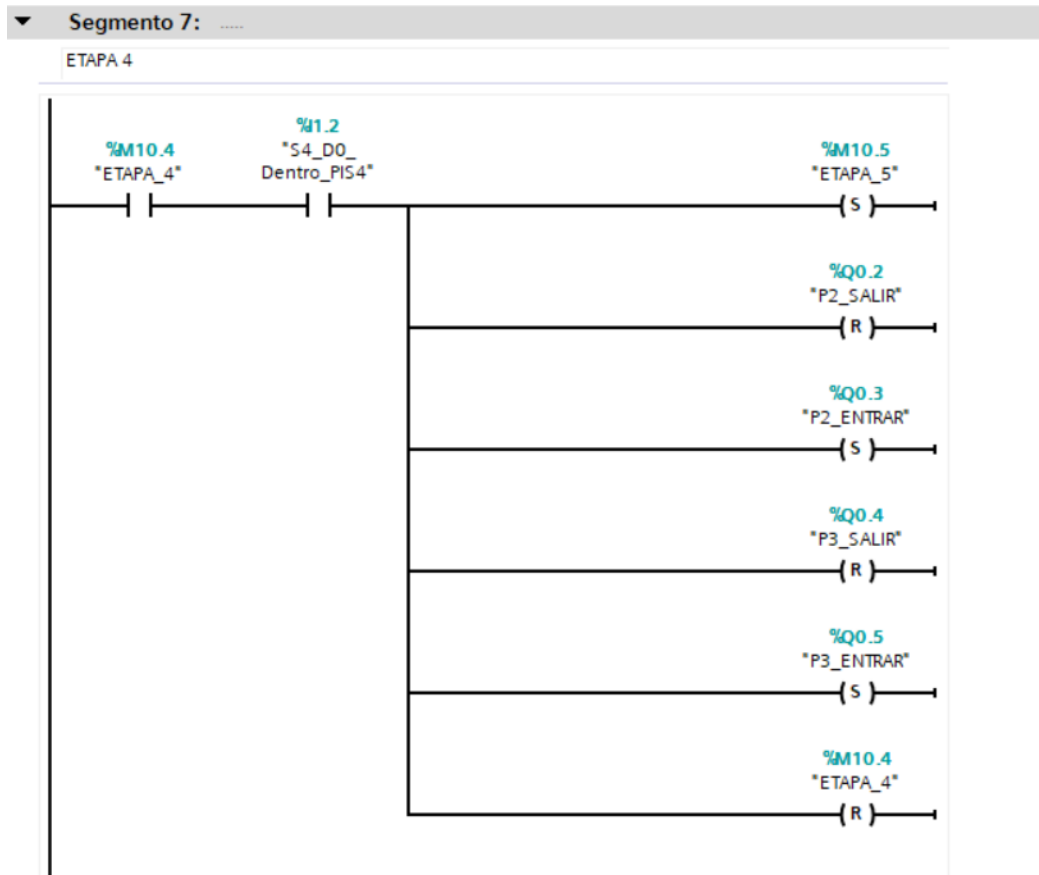 Segmento 7: .....
ETAPA 4
%M10.4
"ETAPA_4"
%I1.2
"S4_D0_
Dentro_PIS4"
%M10.5
"ETAPA_5"
S
%Q0.2
"P2_SALIR"
R
%Q0.3
"P2_ENTRAR"
S
%Q0.4
"P3_SALIR"
R
%Q0.5
"P3_ENTRAR"
S
%M10.4
"ETAPA_4"
R